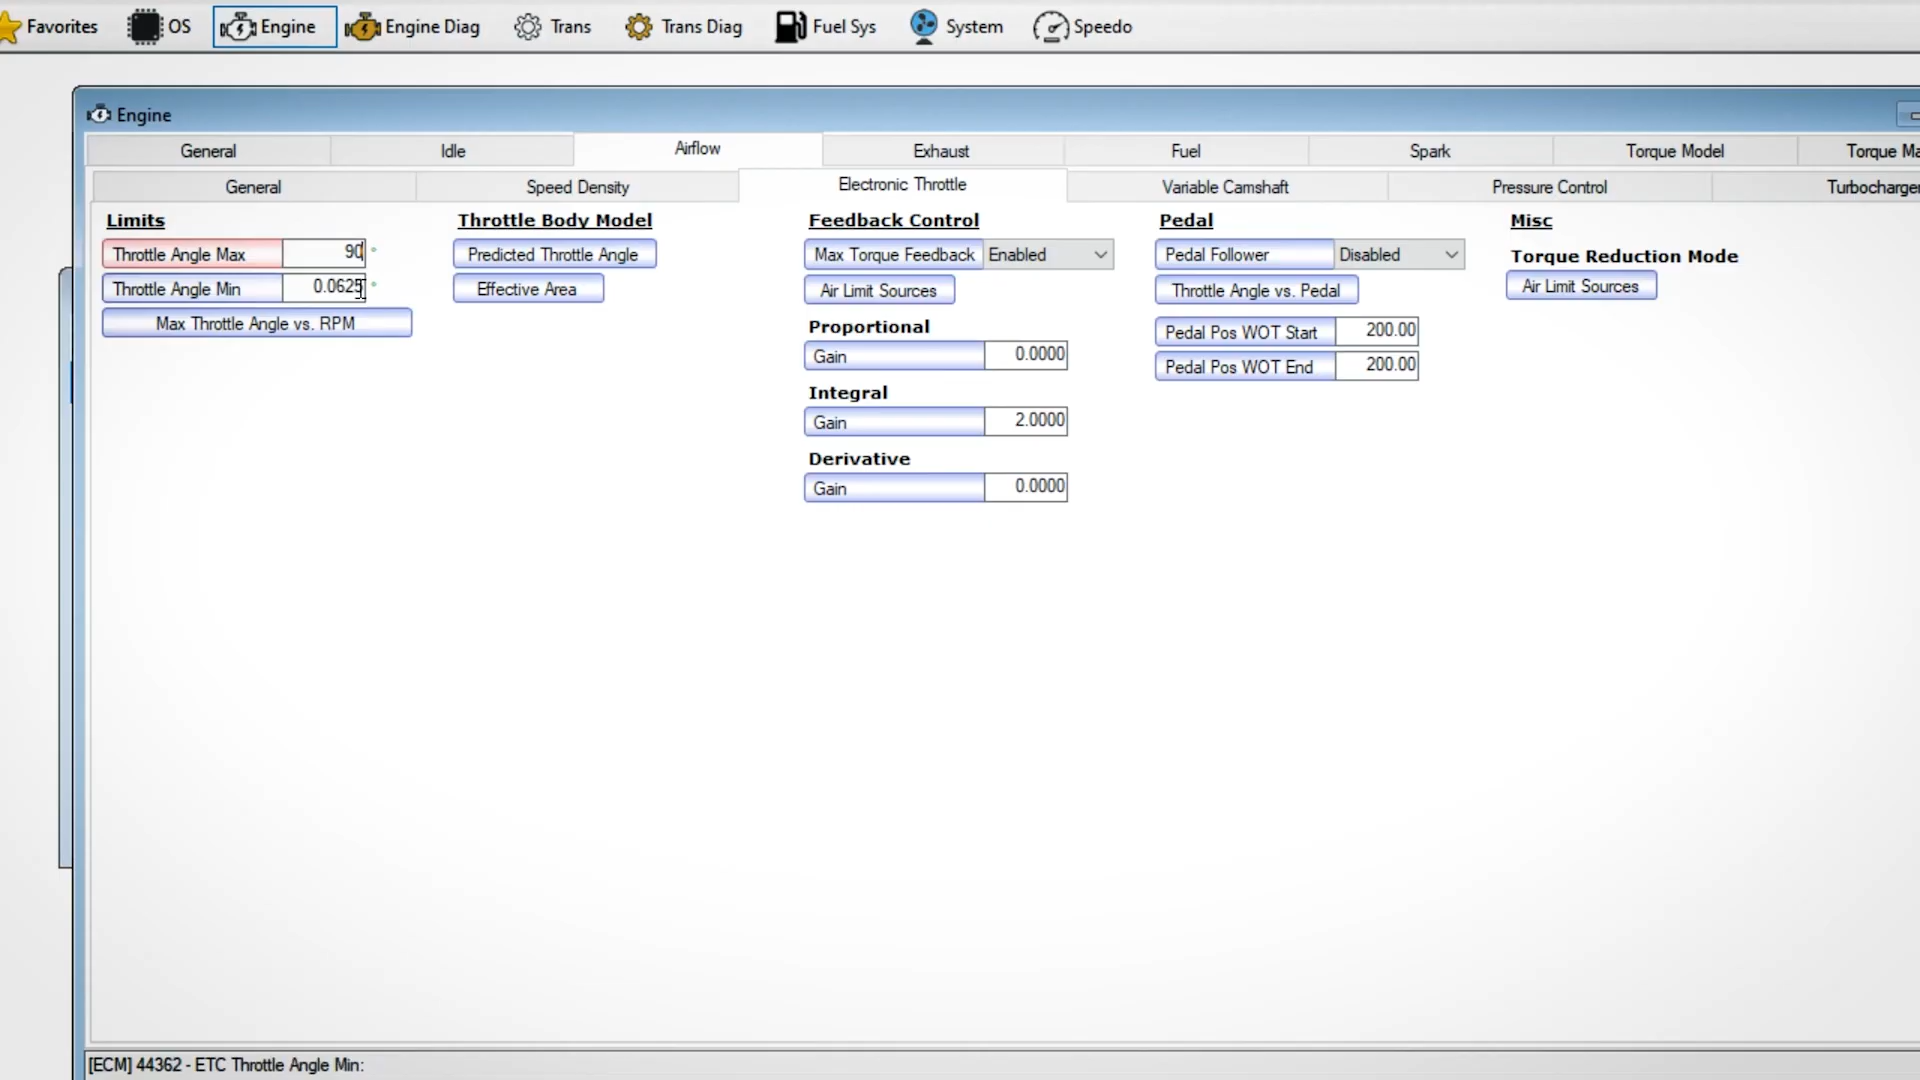 Favorites OS Engine Engine Diag Trans Trans Diag Fuel Sys System Speedo
Engine
General Idle Airflow Exhaust Fuel Spark Torque Model Torque Ma
General Speed Density Electronic Throttle Variable Camshaft Pressure Control Turbocharger
Limits
Throttle Angle Max 90 °
Throttle Angle Min 0.0625 °
Max Throttle Angle vs. RPM
Throttle Body Model
Predicted Throttle Angle
Effective Area
Feedback Control
Max Torque Feedback Enabled
Air Limit Sources
Proportional
Gain 0.0000
Integral
Gain 2.0000
Derivative
Gain 0.0000
Pedal
Pedal Follower Disabled
Throttle Angle vs. Pedal
Pedal Pos WOT Start 200.00
Pedal Pos WOT End 200.00
Misc
Torque Reduction Mode
Air Limit Sources
[ECM] 44362 - ETC Throttle Angle Min: